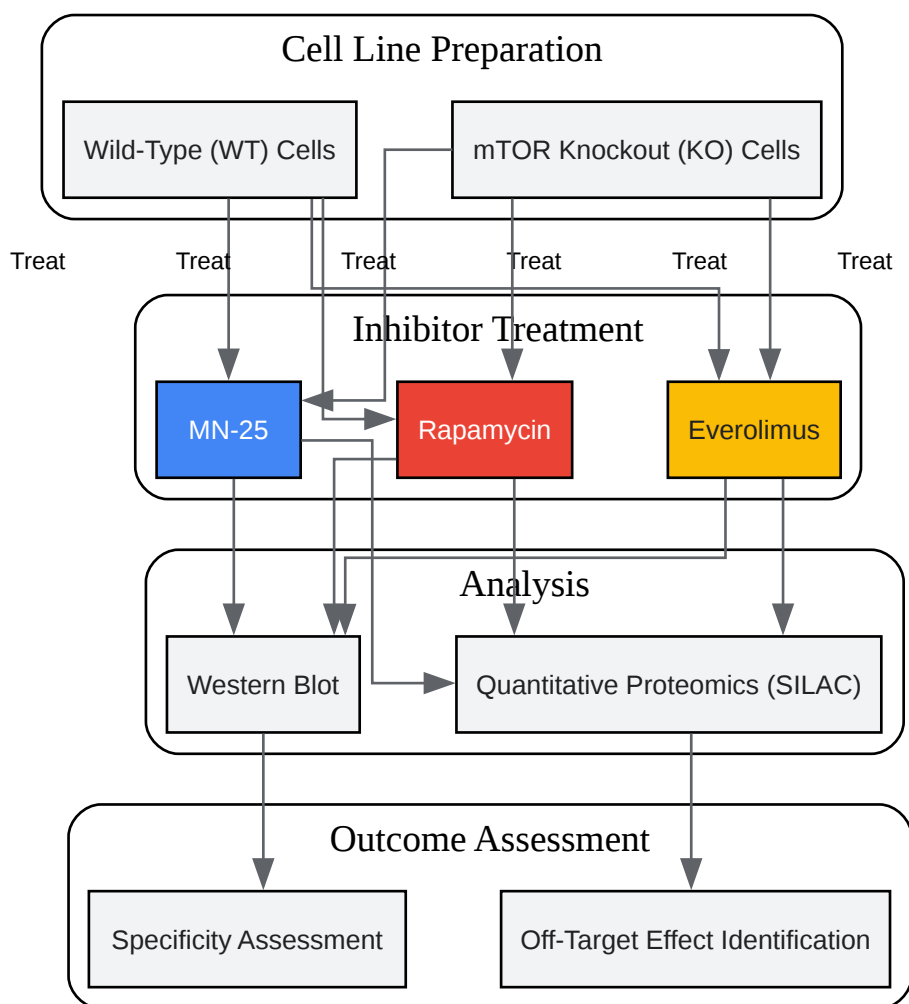 Cell Line Preparation
Wild-Type (WT) Cells
mTOR Knockout (KO) Cells
Treat Treat Treat Treat Treat Treat
Inhibitor Treatment
MN-25
Rapamycin
Everolimus
Analysis
Western Blot
Quantitative Proteomics (SILAC)
Outcome Assessment
Specificity Assessment
Off-Target Effect Identification